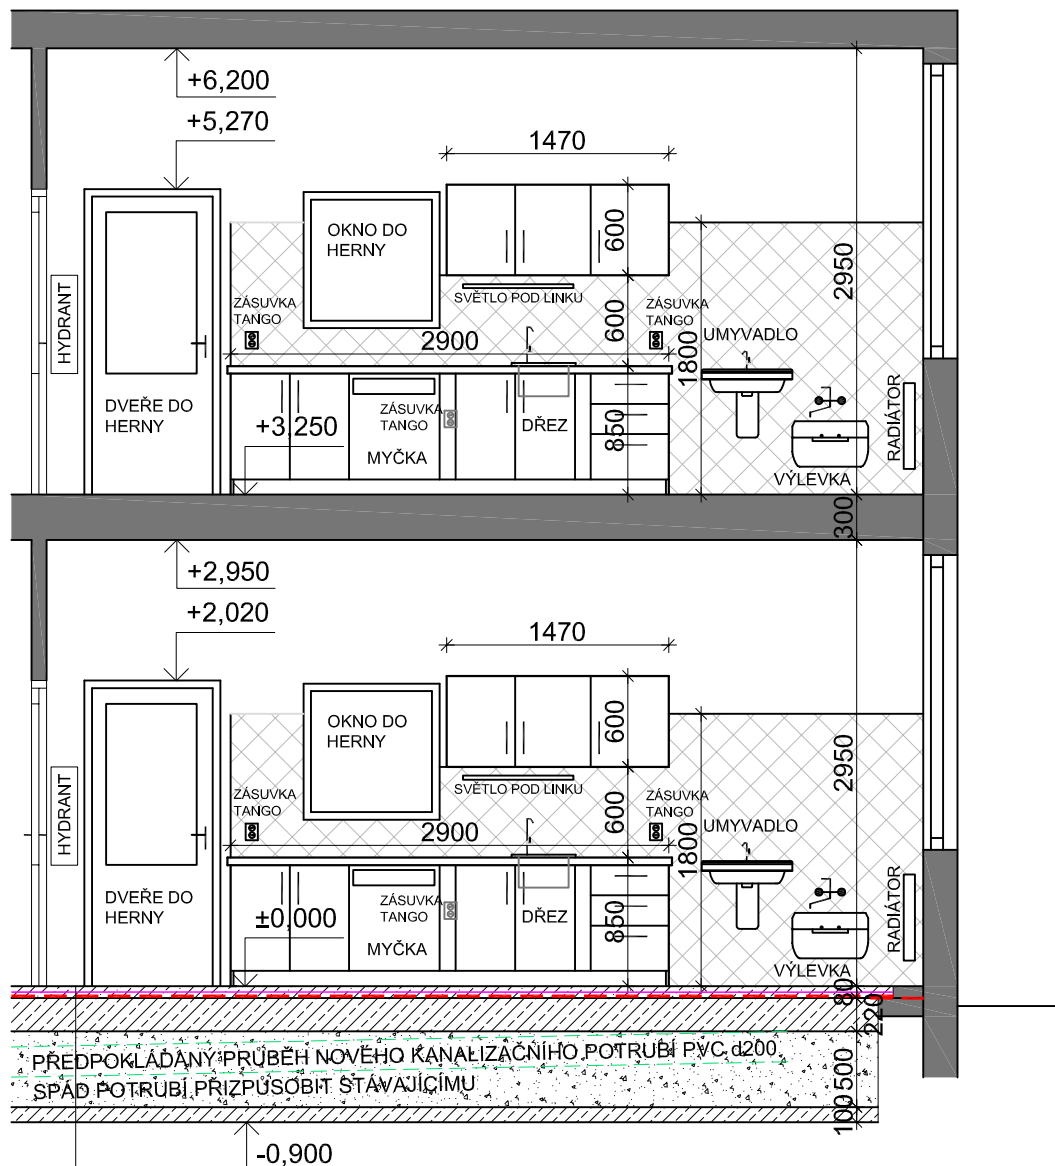 +6,200
+5,270
1470
OKNO DO
HERNY
600
2950
HYDRANT
ZÁSUVKA
TANGO
SVĚTLO POD LINKU
600
ZÁSUVKA
TANGO
UMYVADLO
2900
1800
DVEŘE DO
HERNY
+3,250
ZÁSUVKA
TANGO
MYČKA
DŘEZ
850
RADIÁTOR
VÝLEVKA
300
+2,950
+2,020
1470
OKNO DO
HERNY
600
2950
HYDRANT
ZÁSUVKA
TANGO
SVĚTLO POD LINKU
600
ZÁSUVKA
TANGO
UMYVADLO
2900
1800
DVEŘE DO
HERNY
±0,000
ZÁSUVKA
TANGO
MYČKA
DŘEZ
850
RADIÁTOR
VÝLEVKA
80
220
PŘEDPOKLÁDANÝ PRŮBĚH NOVÉHO KANALIZAČNÍHO POTRUBÍ PVC d200
SPÁD POTRUBÍ PŘIZPŮSOBIT STÁVAJÍCÍMU
500
100
-0,900